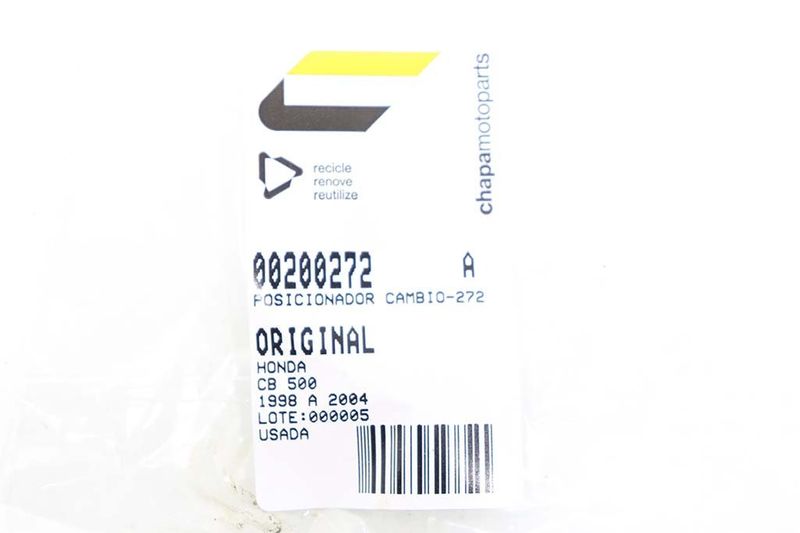 chapamotoparts
recicle
renove
reutilize
00200272 A
POSICIONADOR CAMBIO-272
ORIGINAL
HONDA
CB 500
1998 A 2004
LOTE:000005
USADA